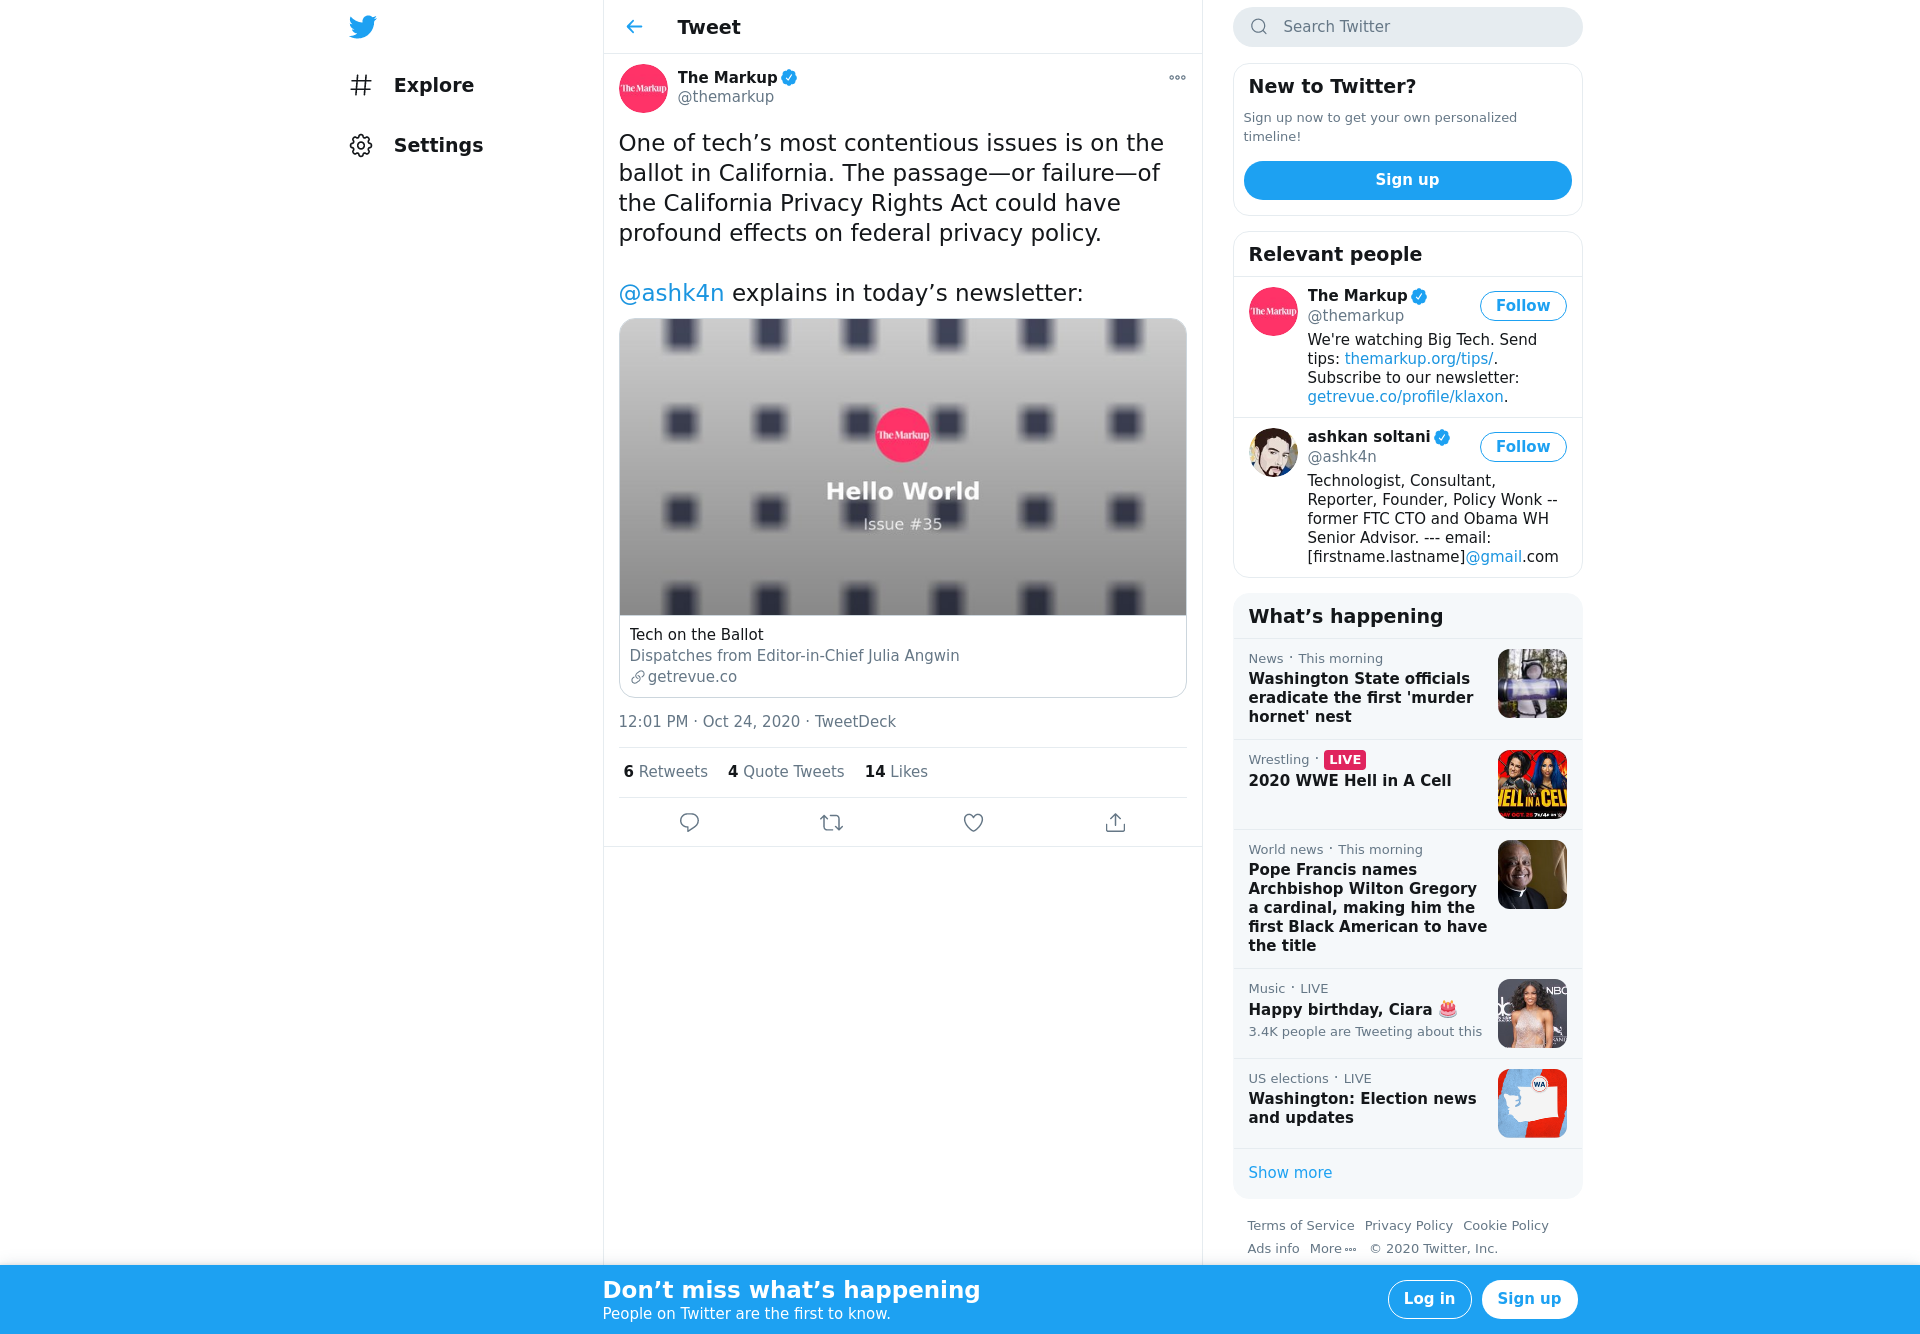 Explore
Settings
Tweet
The Markup
The Markup
@themarkup
One of tech’s most contentious issues is on the
ballot in California. The passage—or failure—of
the California Privacy Rights Act could have
profound effects on federal privacy policy.
@ashk4n explains in today’s newsletter:
The Markup
Hello World
Issue #35
Tech on the Ballot
Dispatches from Editor-in-Chief Julia Angwin
getrevue.co
12:01 PM · Oct 24, 2020 · TweetDeck
6 Retweets 4 Quote Tweets 14 Likes
Search Twitter
New to Twitter?
Sign up now to get your own personalized
timeline!
Sign up
Relevant people
The Markup
The Markup
Follow
@themarkup
We're watching Big Tech. Send
tips: themarkup.org/tips/.
Subscribe to our newsletter:
getrevue.co/profile/klaxon.
ashkan soltani
Follow
@ashk4n
Technologist, Consultant,
Reporter, Founder, Policy Wonk --
former FTC CTO and Obama WH
Senior Advisor. --- email:
[firstname.lastname]@gmail.com
What’s happening
News · This morning
Washington State officials
eradicate the first 'murder
hornet' nest
Wrestling · LIVE
2020 WWE Hell in A Cell
HELL IN A CELL
World news · This morning
Pope Francis names
Archbishop Wilton Gregory
a cardinal, making him the
first Black American to have
the title
Music · LIVE
Happy birthday, Ciara 🎂
3.4K people are Tweeting about this
NBC
US elections · LIVE
Washington: Election news
and updates
WA
Show more
Terms of Service Privacy Policy Cookie Policy
Ads info More © 2020 Twitter, Inc.
Don’t miss what’s happening
People on Twitter are the first to know.
Log in
Sign up